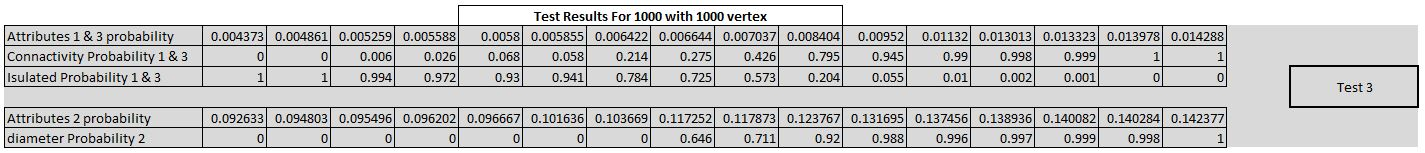 Test Results For 1000 with 1000 vertex
Attributes 1 & 3 probability 0.004373 0.004861 0.005259 0.005588 0.0058 0.005855 0.006422 0.006644 0.007037 0.008404 0.00952 0.01132 0.013013 0.013323 0.013978 0.014288
Connectivity Probability 1 & 3 0 0 0.006 0.026 0.068 0.058 0.214 0.275 0.426 0.795 0.945 0.99 0.998 0.999 1 1
Isulated Probability 1 & 3 1 1 0.994 0.972 0.93 0.941 0.784 0.725 0.573 0.204 0.055 0.01 0.002 0.001 0 0
Test 3
Attributes 2 probability 0.092633 0.094803 0.095496 0.096202 0.096667 0.101636 0.103669 0.117252 0.117873 0.123767 0.131695 0.137456 0.138936 0.140082 0.140284 0.142377
diameter Probability 2 0 0 0 0 0 0 0 0.646 0.711 0.92 0.988 0.996 0.997 0.999 0.998 1